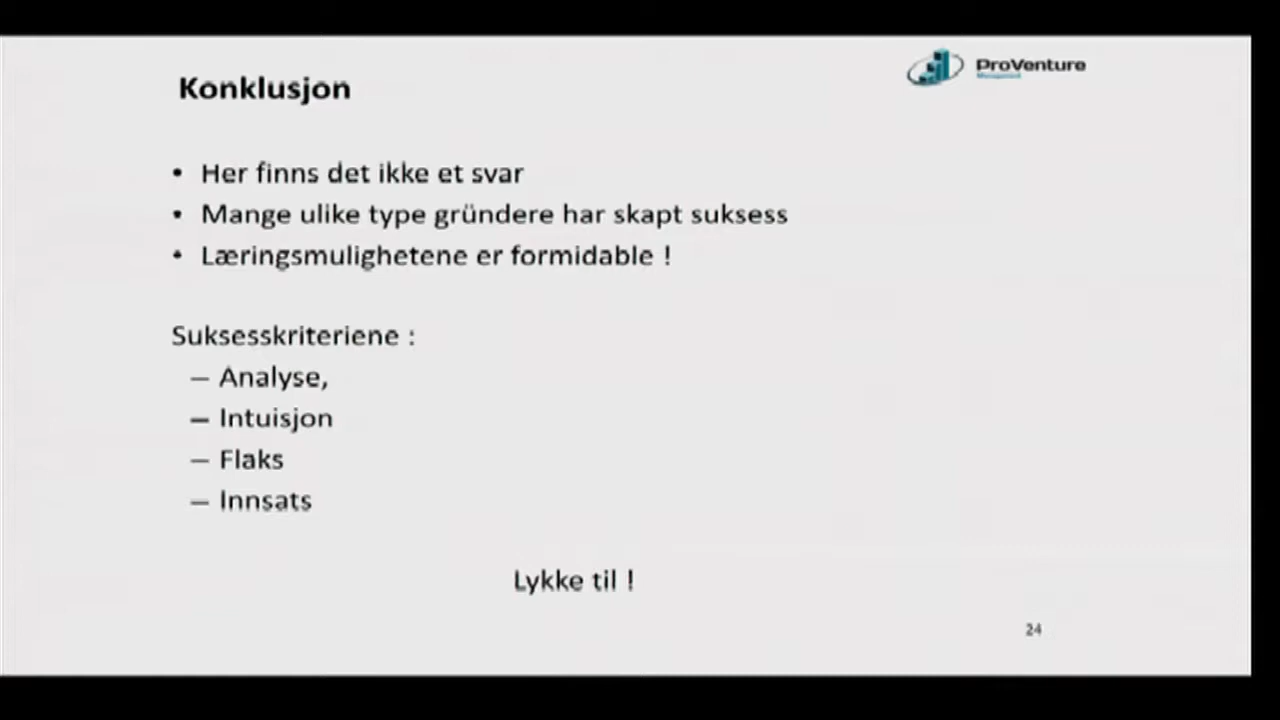 Konklusjon
ProVenture
Management
• Her finns det ikke et svar
• Mange ulike type gründere har skapt suksess
• Læringsmulighetene er formidable !
Suksesskriteriene :
– Analyse,
– Intuisjon
– Flaks
– Innsats
Lykke til !
24